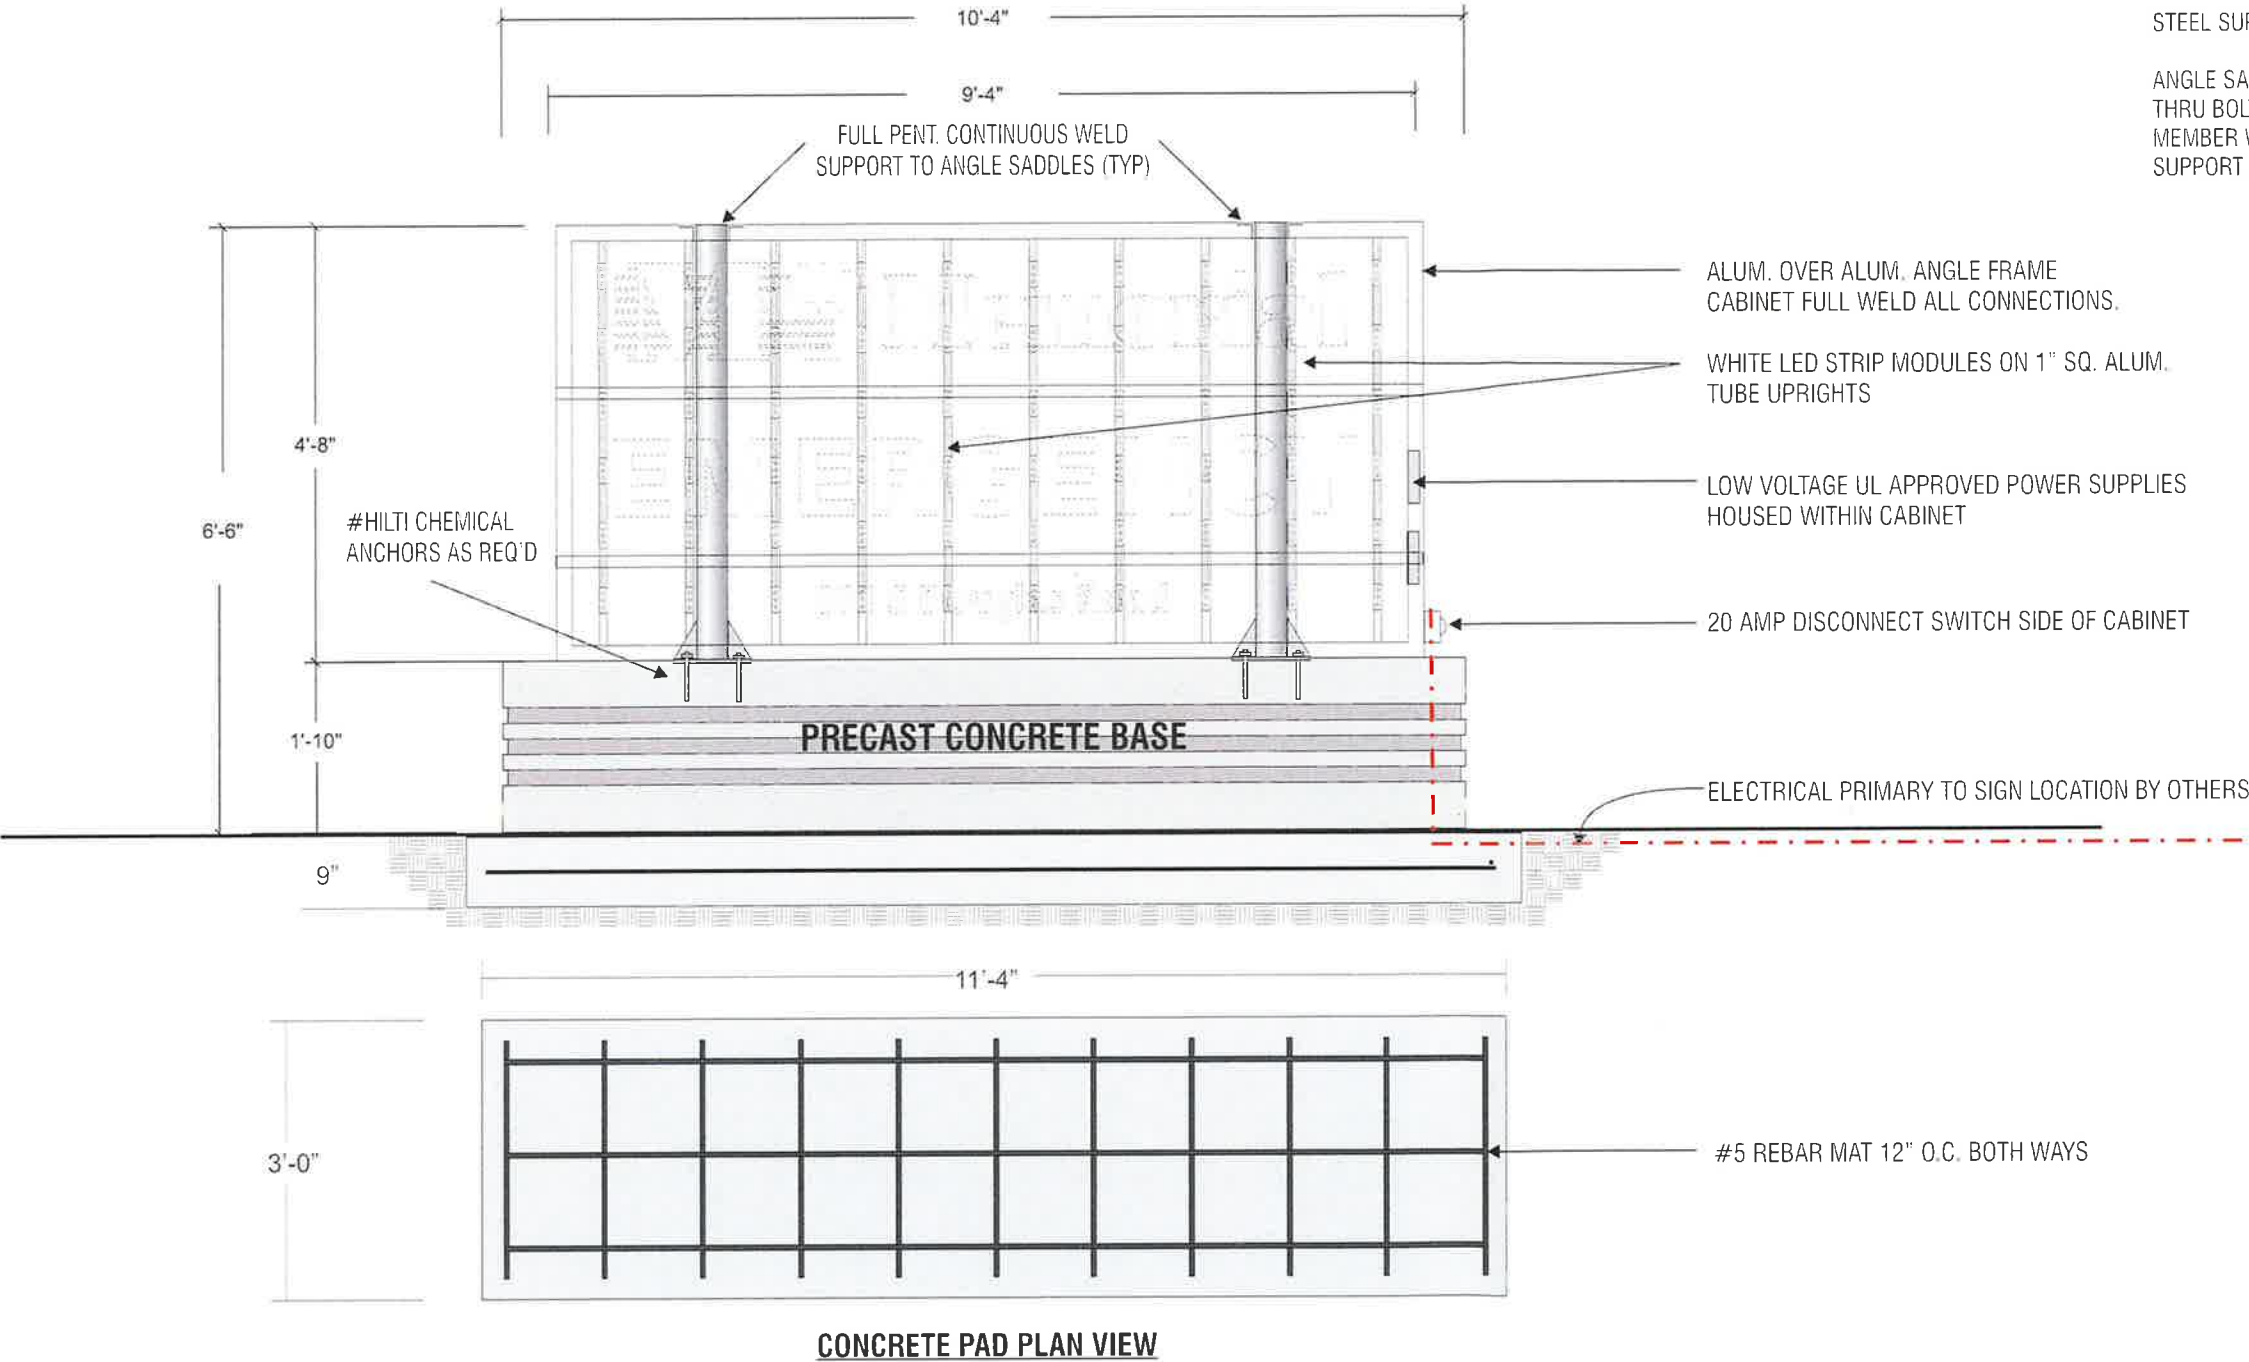 10'-4"
9'-4"
STEEL
ANGLE
THRU
MEMBER
SUPPORT
FULL PENT. CONTINUOUS WELD
SUPPORT TO ANGLE SADDLES (TYP)
ALUM. OVER ALUM. ANGLE FRAME
CABINET FULL WELD ALL CONNECTIONS.
WHITE LED STRIP MODULES ON 1" SQ. ALUM.
TUBE UPRIGHTS
4'-8"
6'-6"
LOW VOLTAGE UL APPROVED POWER SUPPLIES
HOUSED WITHIN CABINET
#HILTI CHEMICAL
ANCHORS AS REQ'D
20 AMP DISCONNECT SWITCH SIDE OF CABINET
1'-10"
PRECAST CONCRETE BASE
ELECTRICAL PRIMARY TO SIGN LOCATION BY OTHERS
9"
11'-4"
3'-0"
#5 REBAR MAT 12" O.C. BOTH WAYS
CONCRETE PAD PLAN VIEW